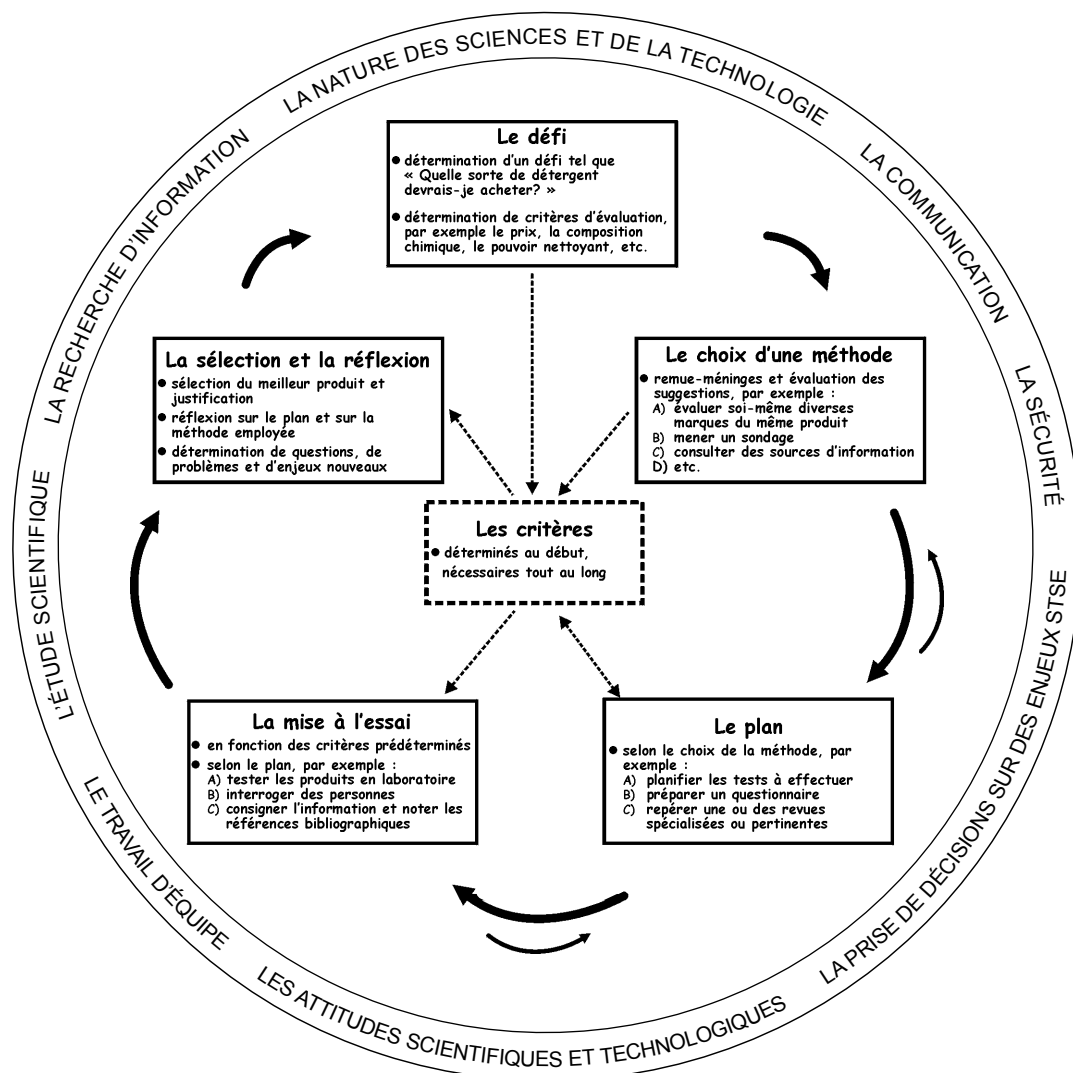 LA NATURE DES SCIENCES ET DE LA TECHNOLOGIE
LA COMMUNICATION
LA SÉCURITÉ
LA PRISE DE DÉCISIONS SUR DES ENJEUX STSE
LES ATTITUDES SCIENTIFIQUES ET TECHNOLOGIQUES
LE TRAVAIL D'ÉQUIPE
L'ÉTUDE SCIENTIFIQUE
LA RECHERCHE D'INFORMATION
Le défi
● détermination d'un défi tel que
« Quelle sorte de détergent
devrais-je acheter? »
● détermination de critères d'évaluation,
par exemple le prix, la composition
chimique, le pouvoir nettoyant, etc.
Le choix d'une méthode
● remue-méninges et évaluation des
suggestions, par exemple :
A) évaluer soi-même diverses
marques du même produit
B) mener un sondage
C) consulter des sources d'information
D) etc.
Le plan
● selon le choix de la méthode, par
exemple :
A) planifier les tests à effectuer
B) préparer un questionnaire
C) repérer une ou des revues
spécialisées ou pertinentes
La mise à l'essai
● en fonction des critères prédéterminés
● selon le plan, par exemple :
A) tester les produits en laboratoire
B) interroger des personnes
C) consigner l'information et noter les
références bibliographiques
La sélection et la réflexion
● sélection du meilleur produit et
justification
● réflexion sur le plan et sur la
méthode employée
● détermination de questions, de
problèmes et d'enjeux nouveaux
Les critères
● déterminés au début,
nécessaires tout au long